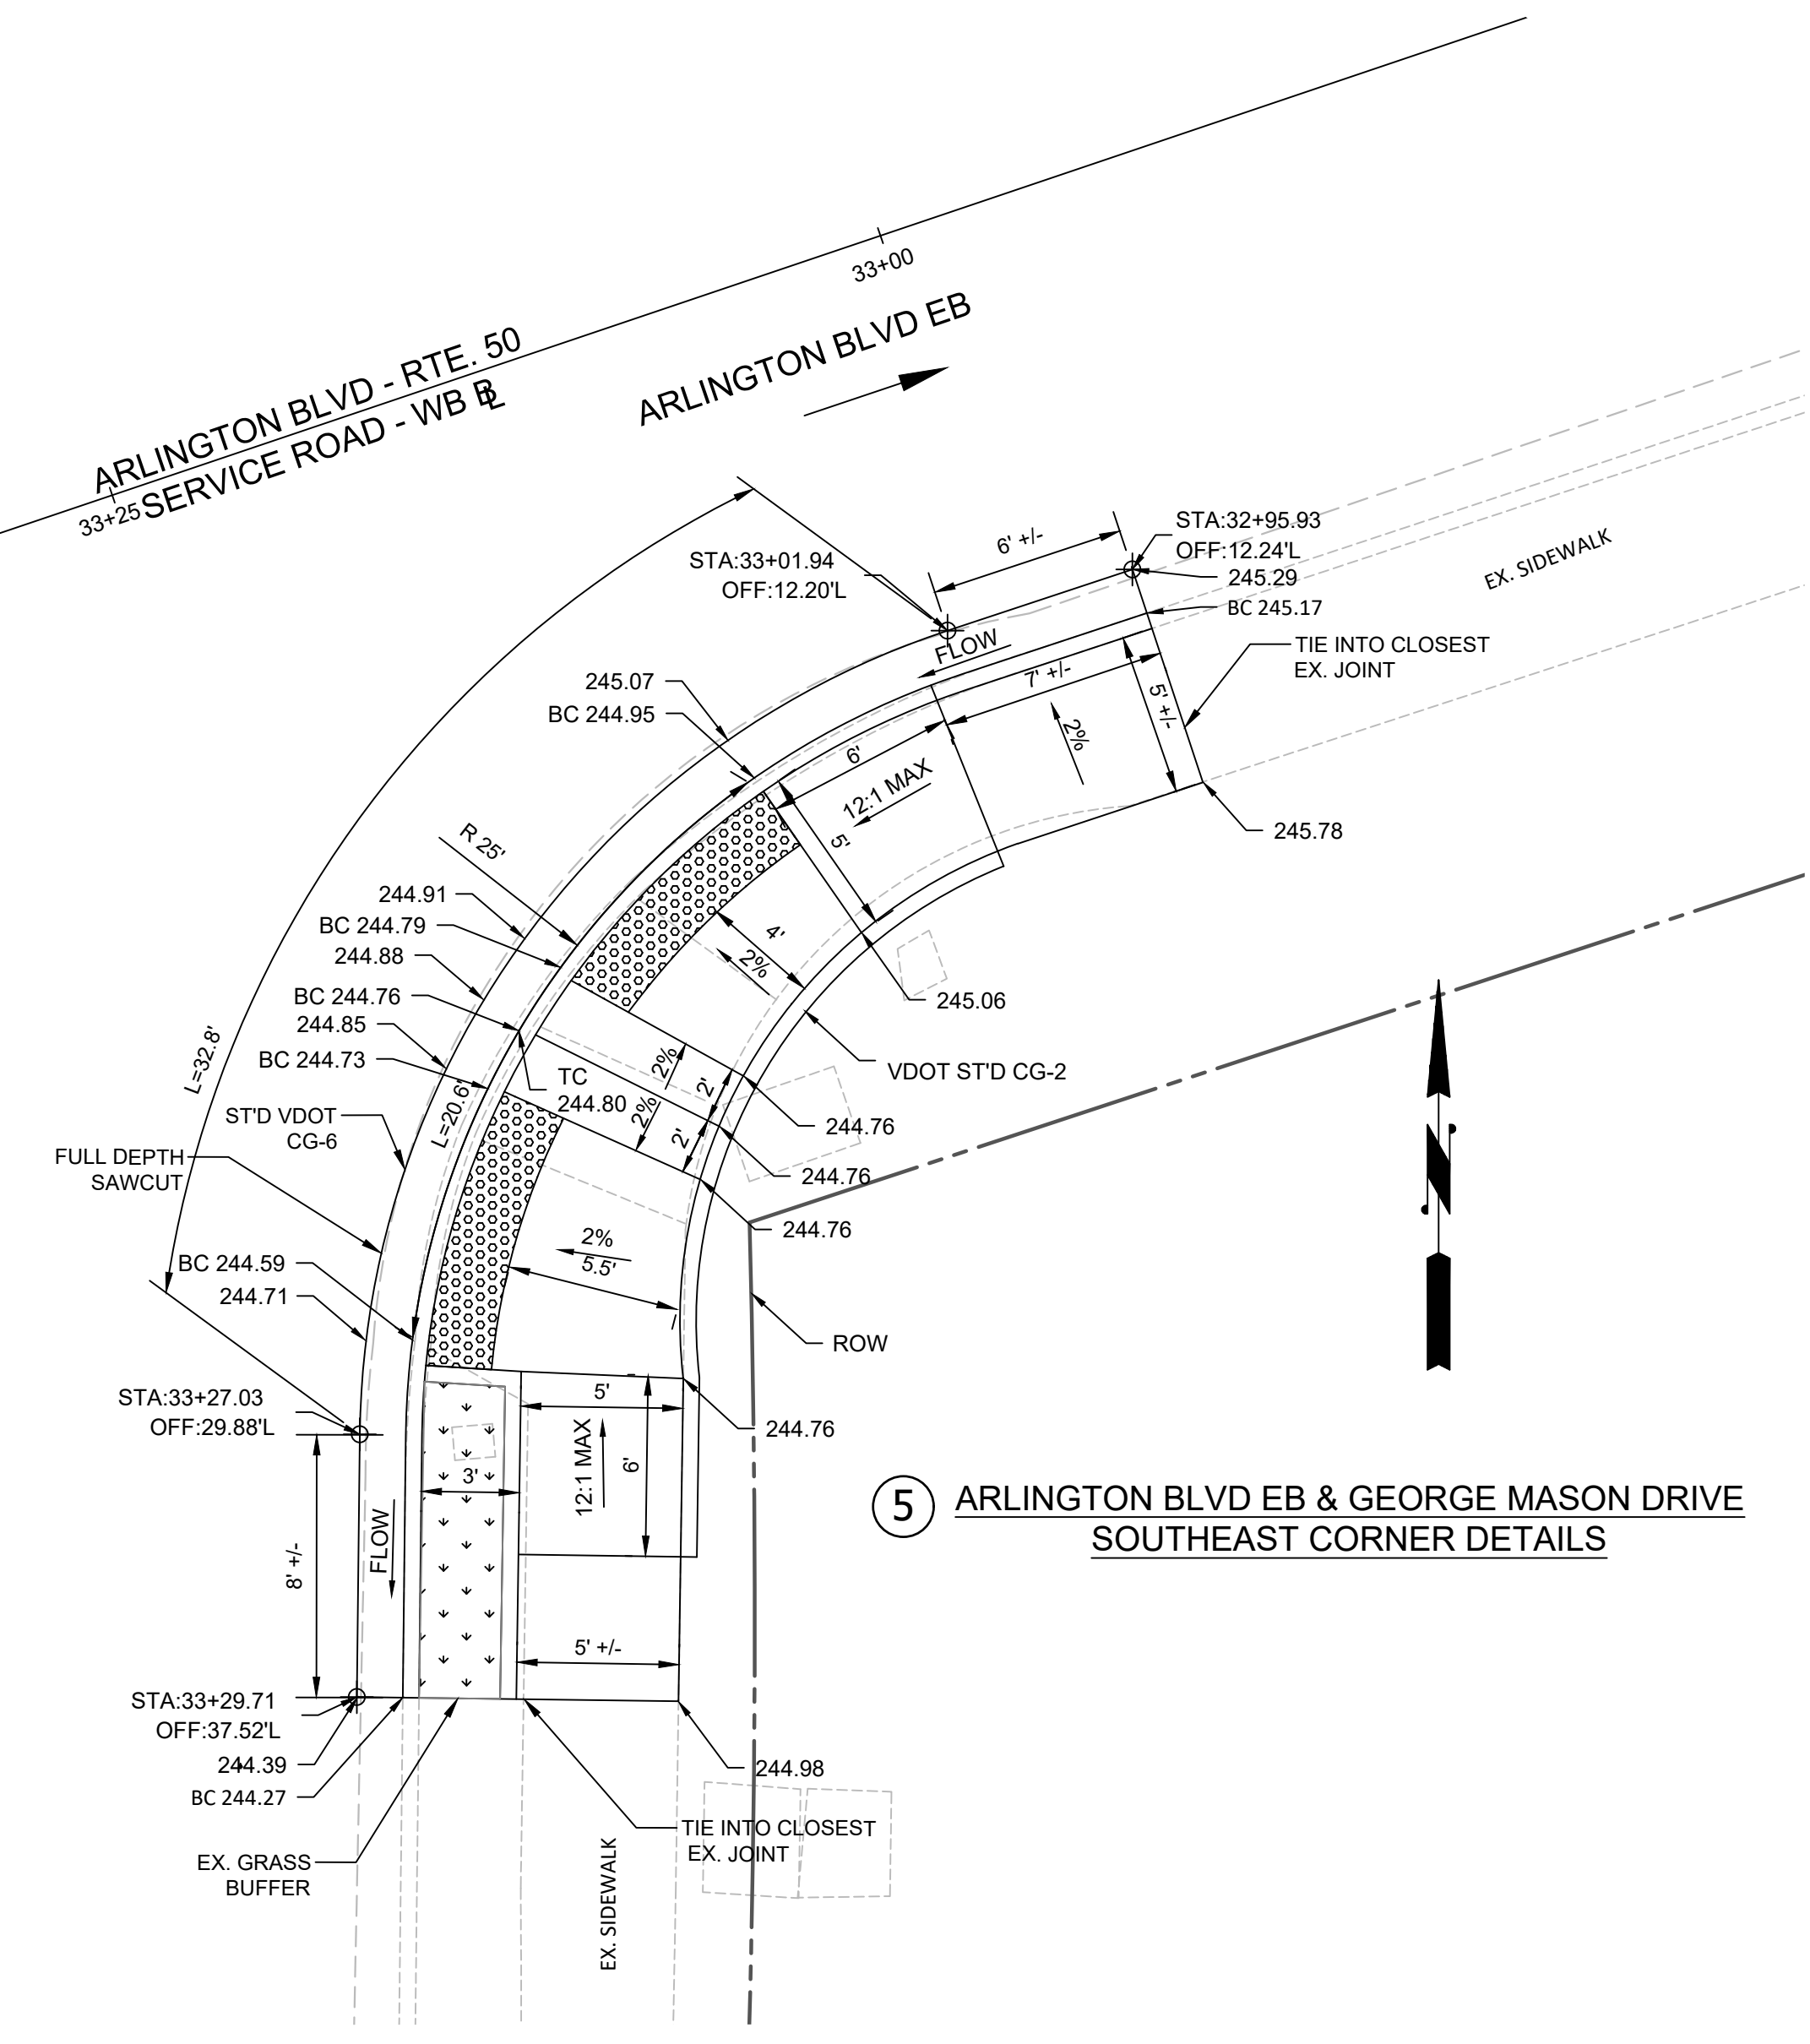 33+00
ARLINGTON BLVD - RTE. 50
SERVICE ROAD - WB BL
33+25
ARLINGTON BLVD EB
STA:32+95.93
OFF:12.24'L
245.29
BC 245.17
EX. SIDEWALK
6' +/-
STA:33+01.94
OFF:12.20'L
FLOW
TIE INTO CLOSEST
EX. JOINT
7' +/-
5' +/-
2%
245.07
BC 244.95
6'
12:1 MAX
5'
245.78
R 25'
244.91
BC 244.79
244.88
BC 244.76
244.85
BC 244.73
4'
2%
245.06
L=32.8'
L=20.6'
TC
244.80
2%
2'
2%
2'
VDOT ST'D CG-2
244.76
244.76
244.76
ST'D VDOT
CG-6
FULL DEPTH
SAWCUT
2%
5.5'
BC 244.59
244.71
ROW
STA:33+27.03
OFF:29.88'L
5'
244.76
12:1 MAX
6'
3'
FLOW
8' +/-
5 ARLINGTON BLVD EB & GEORGE MASON DRIVE
SOUTHEAST CORNER DETAILS
N
5' +/-
STA:33+29.71
OFF:37.52'L
244.39
BC 244.27
244.98
TIE INTO CLOSEST
EX. JOINT
EX. GRASS
BUFFER
EX. SIDEWALK